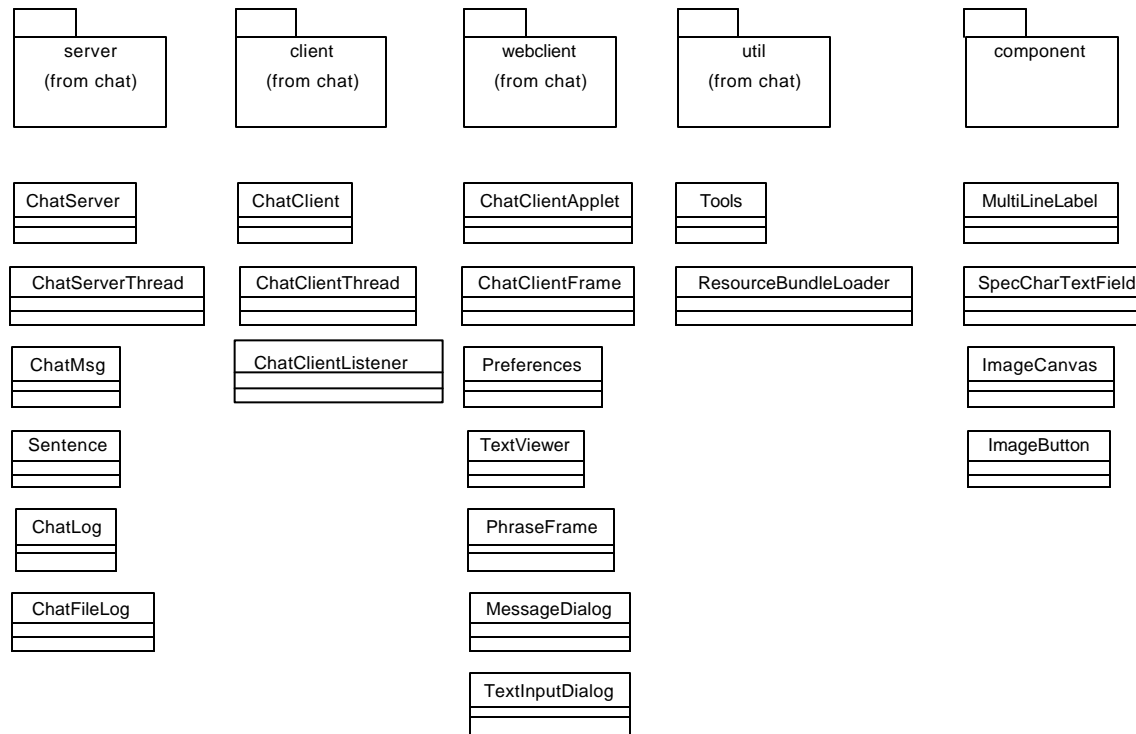 server
(from chat)
client
(from chat)
webclient
(from chat)
util
(from chat)
component
ChatServer
ChatClient
ChatClientApplet
Tools
MultiLineLabel
ChatServerThread
ChatClientThread
ChatClientFrame
ResourceBundleLoader
SpecCharTextField
ChatMsg
ChatClientListener
Preferences
ImageCanvas
Sentence
TextViewer
ImageButton
ChatLog
PhraseFrame
ChatFileLog
MessageDialog
TextInputDialog